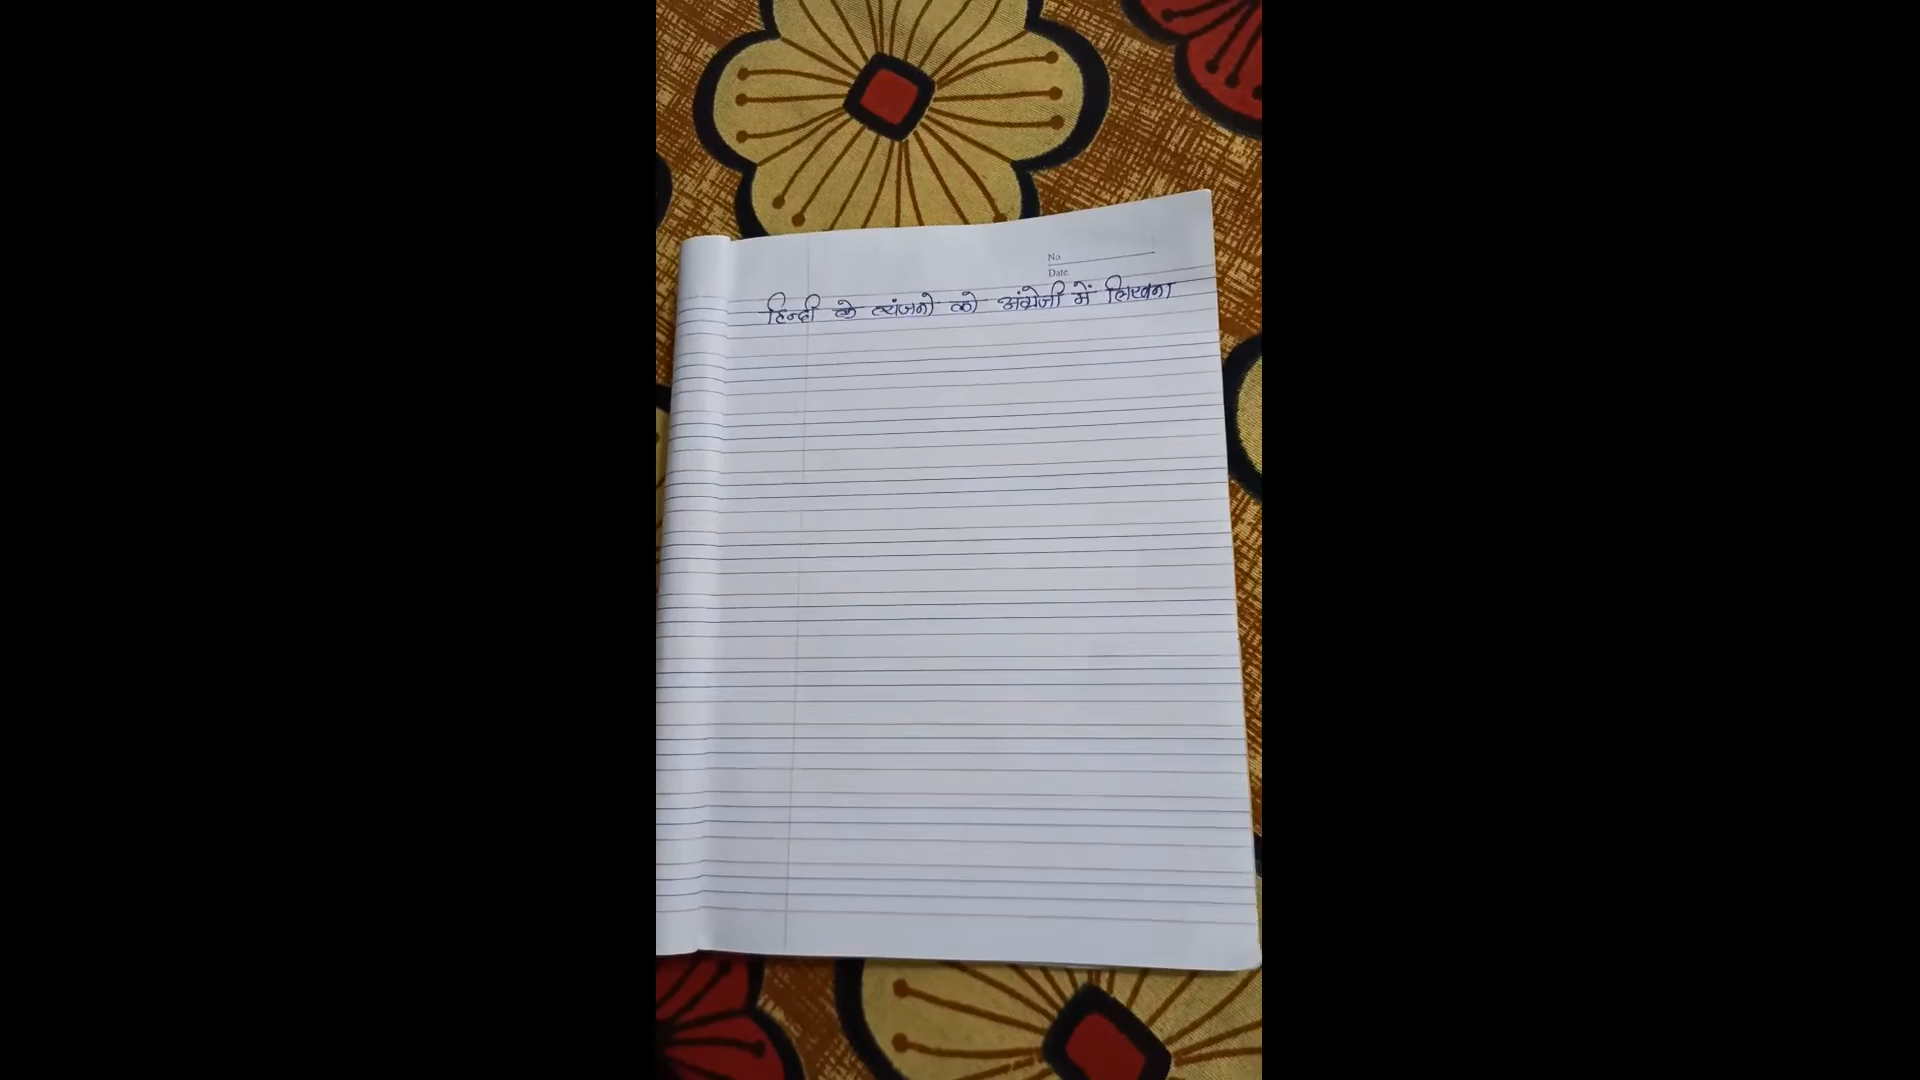 No.
Date
हिन्दी के व्यंजनो को अंग्रेजी में लिखना